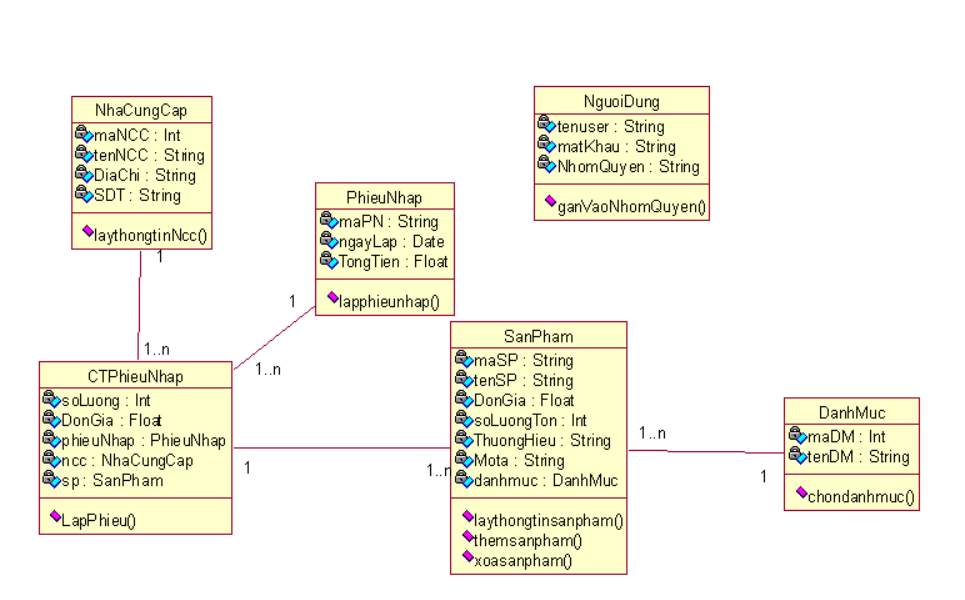 NhaCungCap
maNCC : Int
tenNCC : String
DiaChi : String
SDT : String
laythongtinNcc()
1
1..n
NguoiDung
tenuser : String
matKhau : String
NhomQuyen : String
ganVaoNhomQuyen()
PhieuNhap
maPN : String
ngayLap : Date
TongTien : Float
lapphieunhap()
1
1..n
CTPhieuNhap
soLuong : Int
DonGia : Float
phieuNhap : PhieuNhap
ncc : NhaCungCap
sp : SanPham
LapPhieu()
1
1..n
SanPham
maSP : String
tenSP : String
DonGia : Float
soLuongTon : Int
ThuongHieu : String
Mota : String
danhmuc : DanhMuc
laythongtinsanpham()
themsanpham()
xoasanpham()
1..n
1
DanhMuc
maDM : Int
tenDM : String
chondanhmuc()